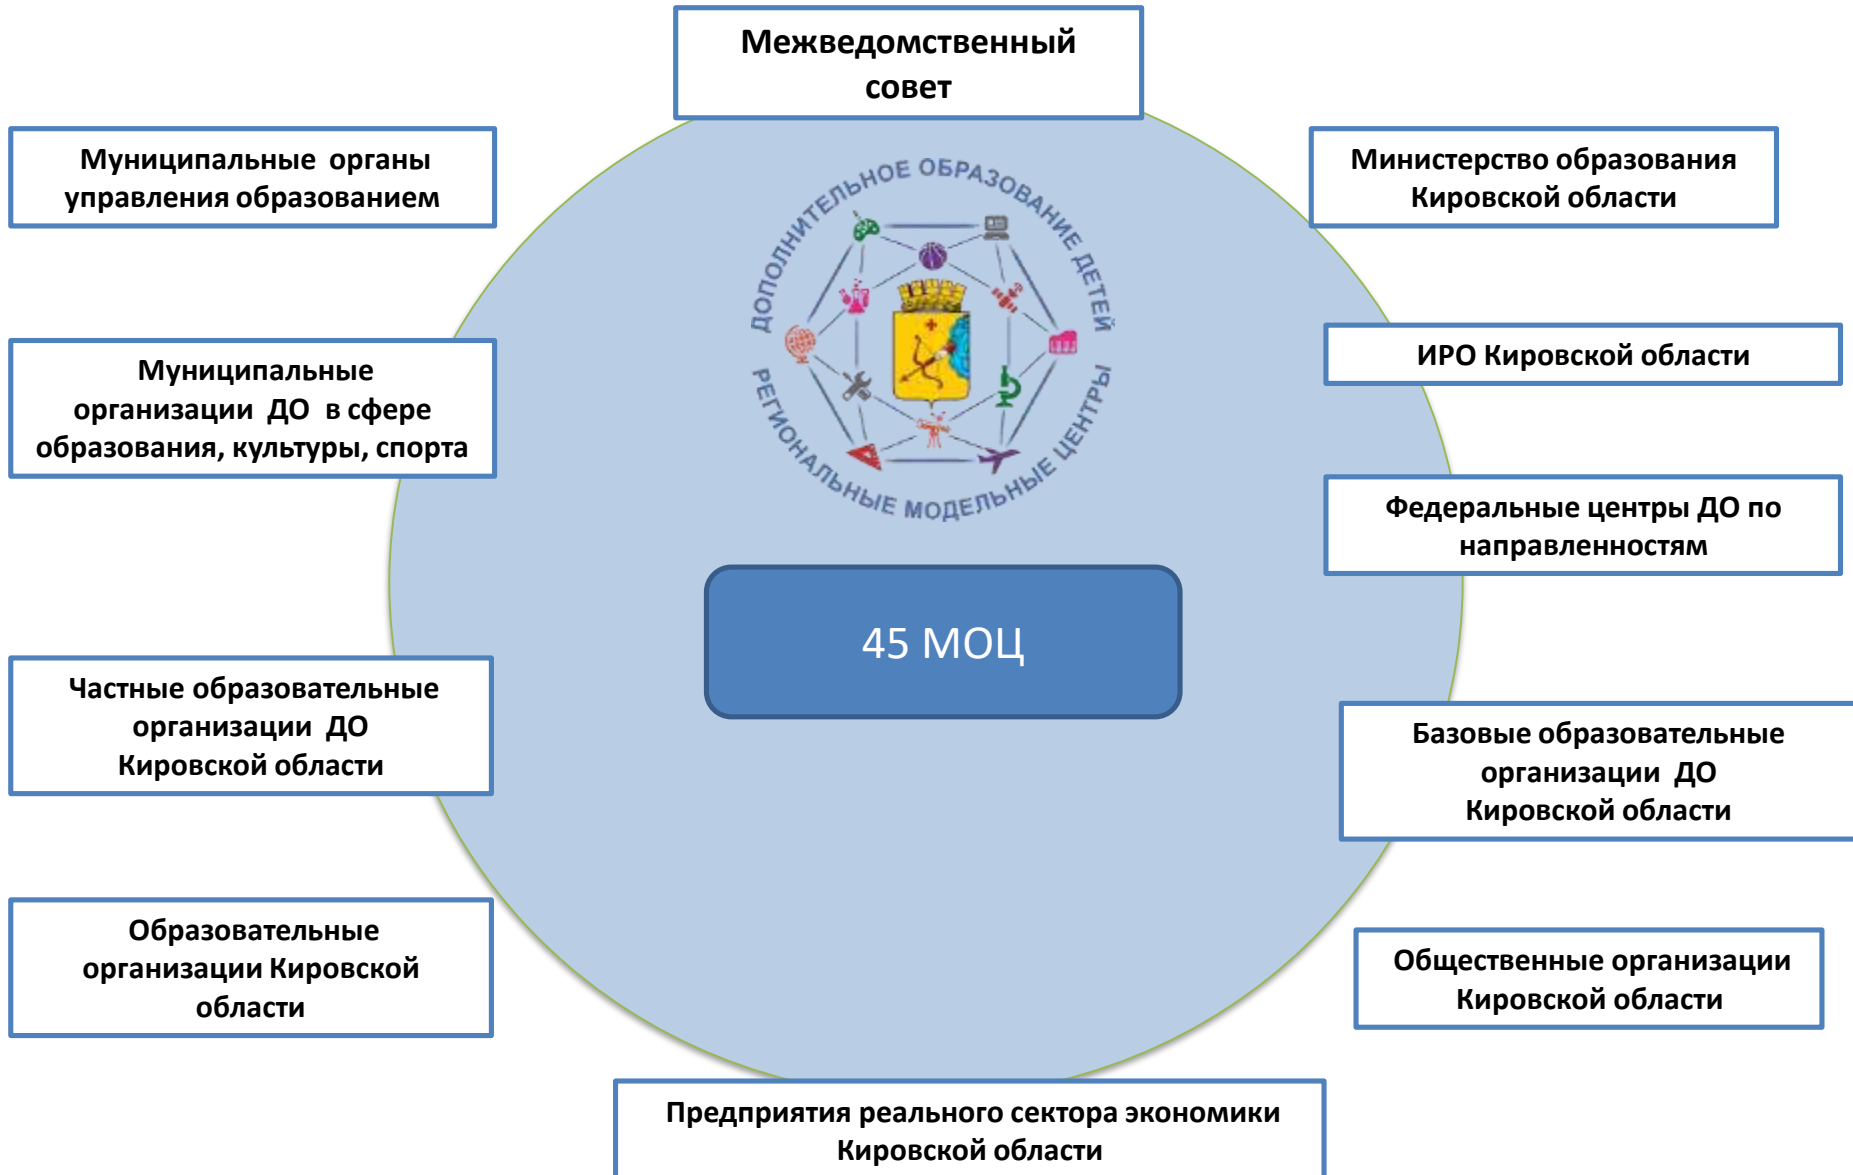 Межведомственный
совет
Муниципальные органы
управления образованием
Министерство образования
Кировской области
ДОПОЛНИТЕЛЬНОЕ ОБРАЗОВАНИЕ ДЕТЕЙ
РЕГИОНАЛЬНЫЕ МОДЕЛЬНЫЕ ЦЕНТРЫ
Муниципальные
организации ДО в сфере
образования, культуры, спорта
ИРО Кировской области
Федеральные центры ДО по
направленностям
45 МОЦ
Частные образовательные
организации ДО
Кировской области
Базовые образовательные
организации ДО
Кировской области
Образовательные
организации Кировской
области
Общественные организации
Кировской области
Предприятия реального сектора экономики
Кировской области